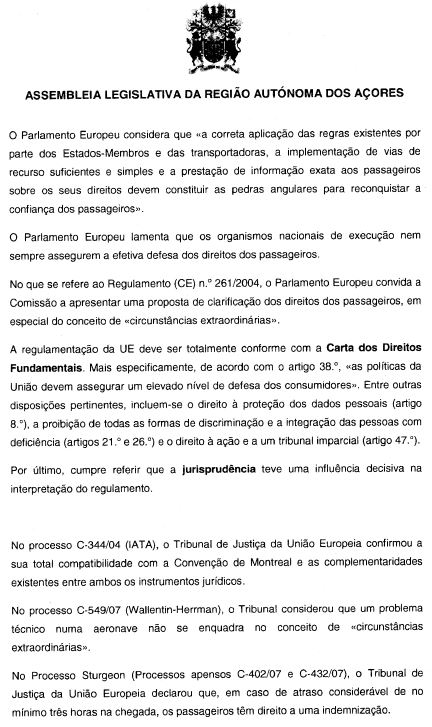 ASSEMBLEIA LEGISLATIVA DA REGIÃO AUTÓNOMA DOS AÇORES
O Parlamento Europeu considera que «a correta aplicação das regras existentes por
parte dos Estados-Membros e das transportadoras, a implementação de vias de
recurso suficientes e simples e a prestação de informação exata aos passageiros
sobre os seus direitos devem constituir as pedras angulares para reconquistar a
confiança dos passageiros».
O Parlamento Europeu lamenta que os organismos nacionais de execução nem
sempre assegurem a efetiva defesa dos direitos dos passageiros.
No que se refere ao Regulamento (CE) n.º 261/2004, o Parlamento Europeu convida a
Comissão a apresentar uma proposta de clarificação dos direitos dos passageiros, em
especial do conceito de «circunstâncias extraordinárias».
A regulamentação da UE deve ser totalmente conforme com a Carta dos Direitos
Fundamentais. Mais especificamente, de acordo com o artigo 38.º, «as políticas da
União devem assegurar um elevado nível de defesa dos consumidores». Entre outras
disposições pertinentes, incluem-se o direito à proteção dos dados pessoais (artigo
8.º), a proibição de todas as formas de discriminação e a integração das pessoas com
deficiência (artigos 21.º e 26.º) e o direito à ação e a um tribunal imparcial (artigo 47.º).
Por último, cumpre referir que a jurisprudência teve uma influência decisiva na
interpretação do regulamento.
No processo C-344/04 (IATA), o Tribunal de Justiça da União Europeia confirmou a
sua total compatibilidade com a Convenção de Montreal e as complementaridades
existentes entre ambos os instrumentos jurídicos.
No processo C-549/07 (Wallentin-Herrman), o Tribunal considerou que um problema
técnico numa aeronave não se enquadra no conceito de «circunstâncias
extraordinárias».
No Processo Sturgeon (Processos apensos C-402/07 e C-432/07), o Tribunal de
Justiça da União Europeia declarou que, em caso de atraso considerável de no
mínimo três horas na chegada, os passageiros têm direito a uma indemnização.